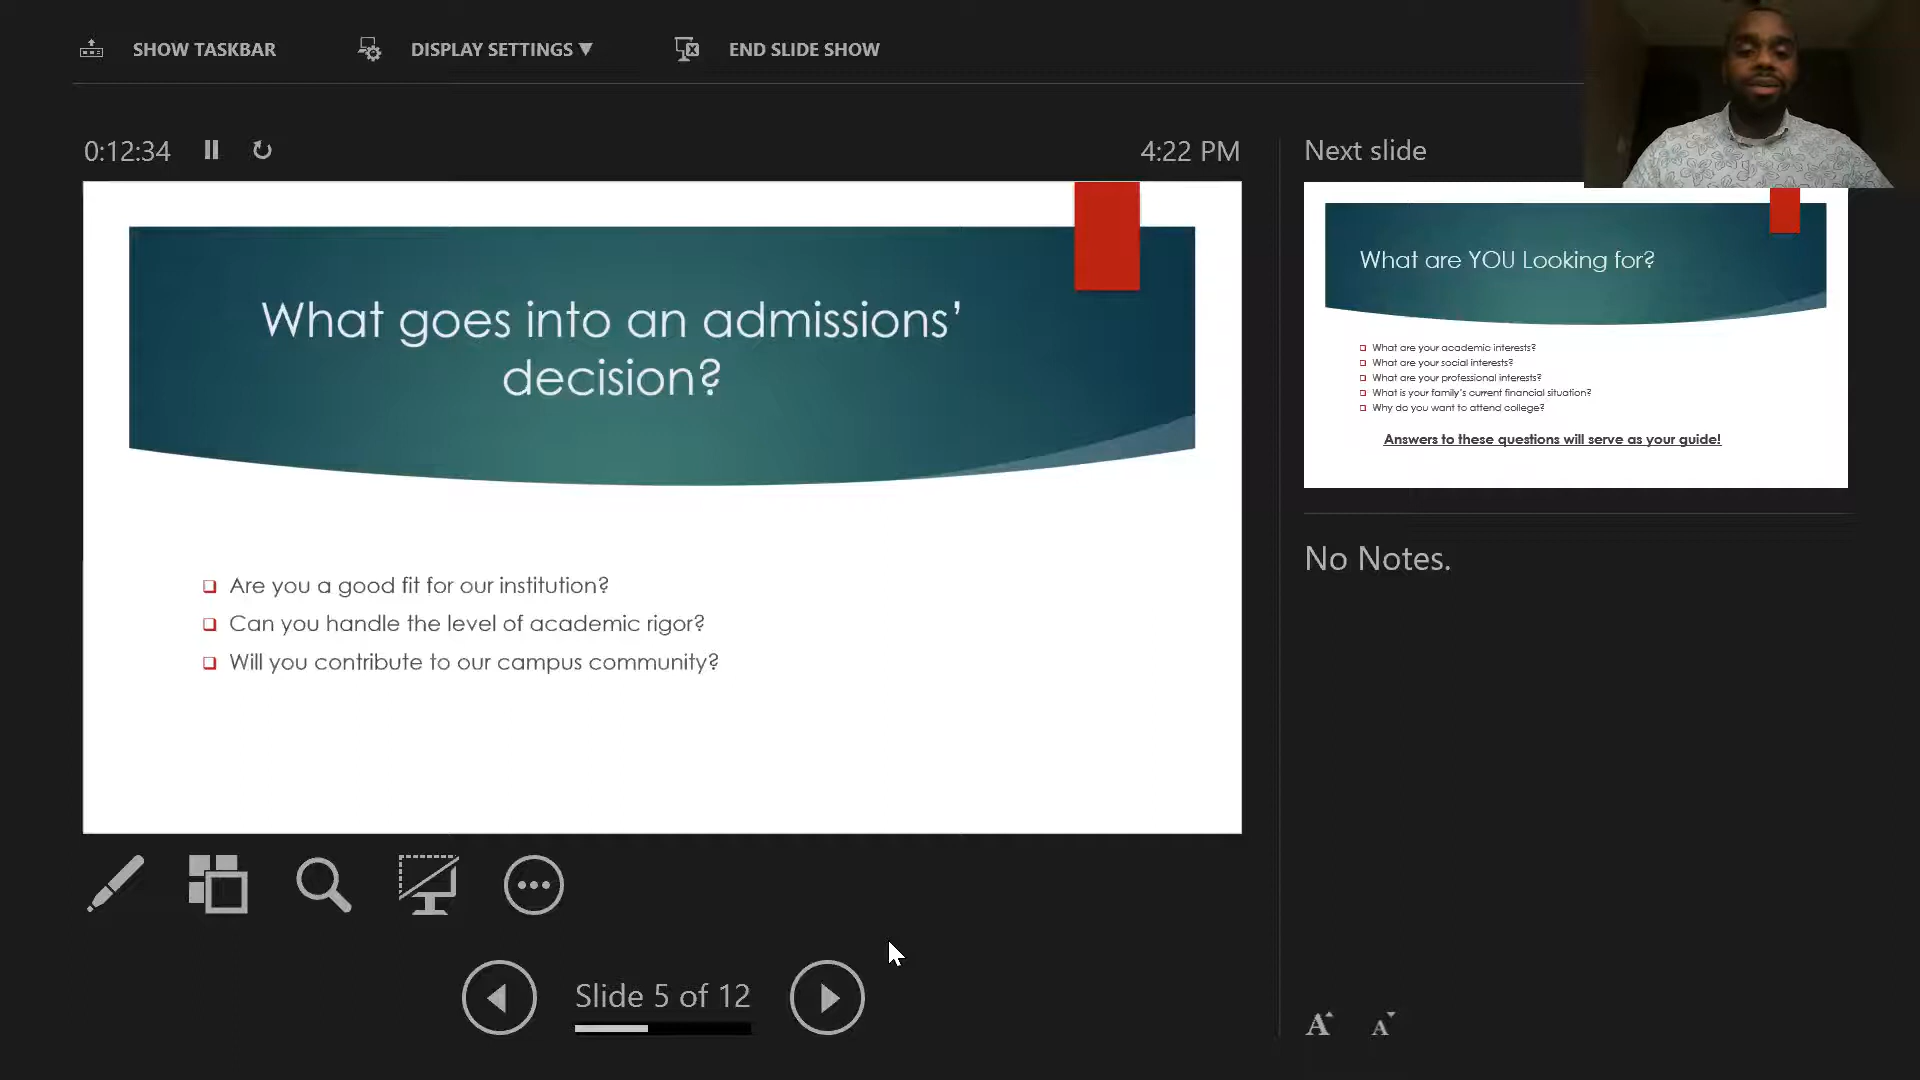 SHOW TASKBAR
DISPLAY SETTINGS ▼
END SLIDE SHOW
0:12:34
4:22 PM
What goes into an admissions’
decision?
Are you a good fit for our institution?
Can you handle the level of academic rigor?
Will you contribute to our campus community?
Slide 5 of 12
Next slide
What are YOU Looking for?
What are your academic interests?
What are your social interests?
What are your professional interests?
What is your family's current financial situation?
Why do you want to attend college?
Answers to these questions will serve as your guide!
No Notes.
A A